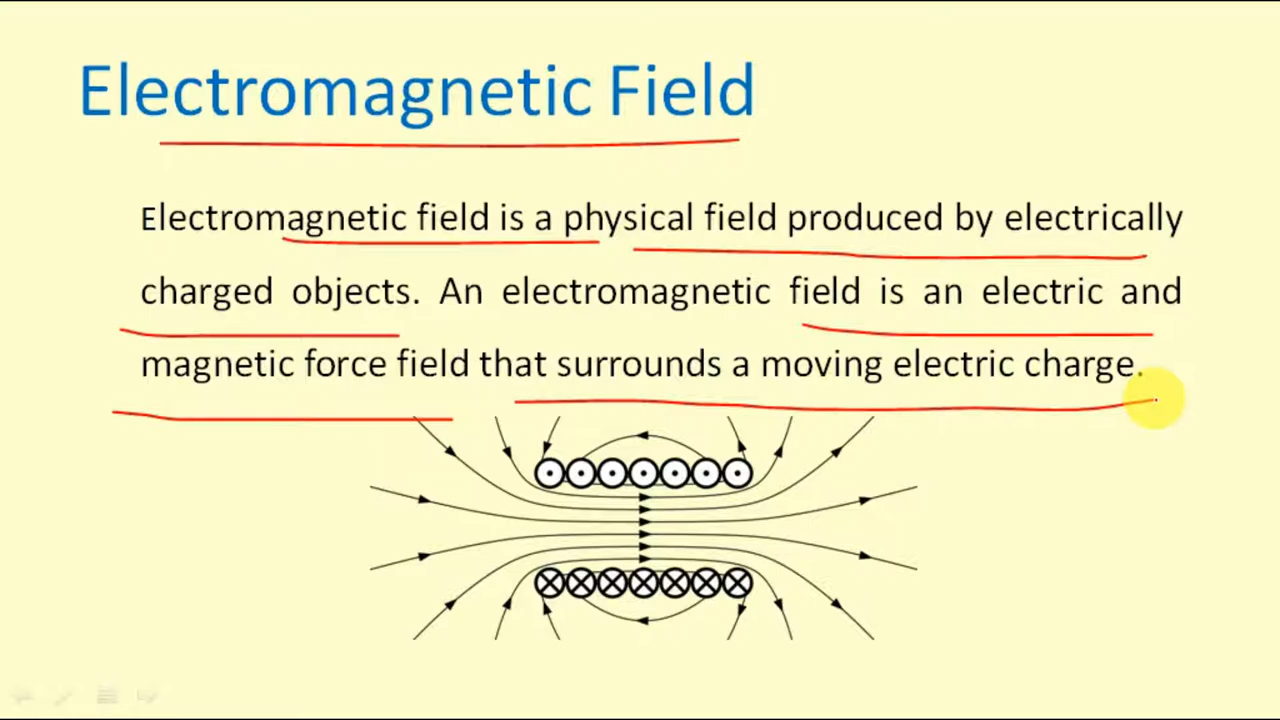 Electromagnetic Field
Electromagnetic field is a physical field produced by electrically
charged objects. An electromagnetic field is an electric and
magnetic force field that surrounds a moving electric charge.